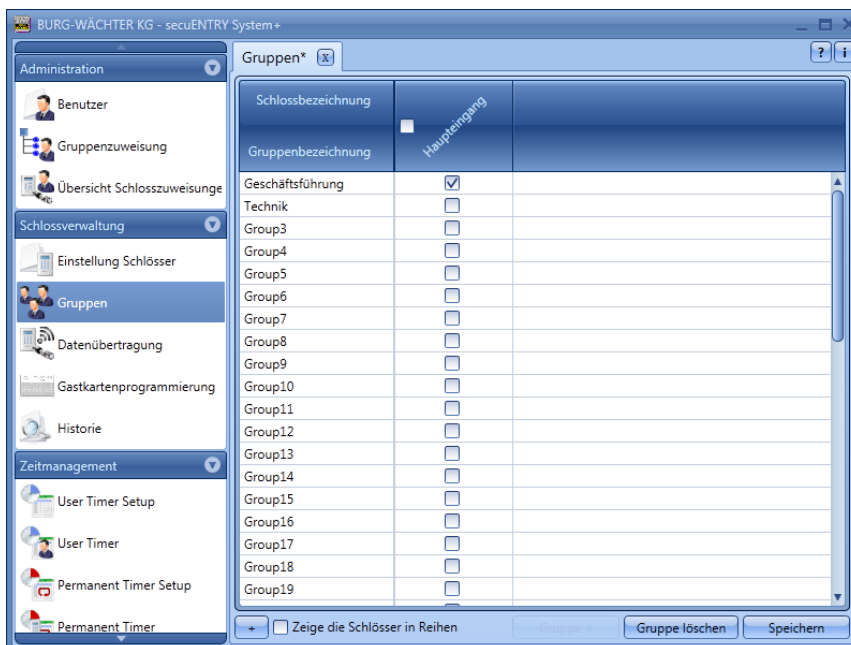 BURG-WÄCHTER KG - secuENTRY System+
Administration
Benutzer
Gruppenzuweisung
Übersicht Schlosszuweisunge
Schlossverwaltung
Einstellung Schlösser
Gruppen
Datenübertragung
Gastkartenprogrammierung
Historie
Zeitmanagement
User Timer Setup
User Timer
Permanent Timer Setup
Permanent Timer
Gruppen* x
? i
Schlossbezeichnung
Gruppenbezeichnung
Haupteingang
Geschäftsführung
Technik
Group3
Group4
Group5
Group6
Group7
Group8
Group9
Group10
Group11
Group12
Group13
Group14
Group15
Group16
Group17
Group18
Group19
+ Zeige die Schlösser in Reihen Gruppe + Gruppe löschen Speichern